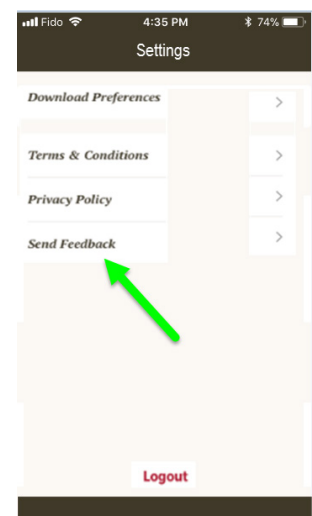 Fido 4:35 PM 74%
Settings
Download Preferences
Terms & Conditions
Privacy Policy
Send Feedback
Logout